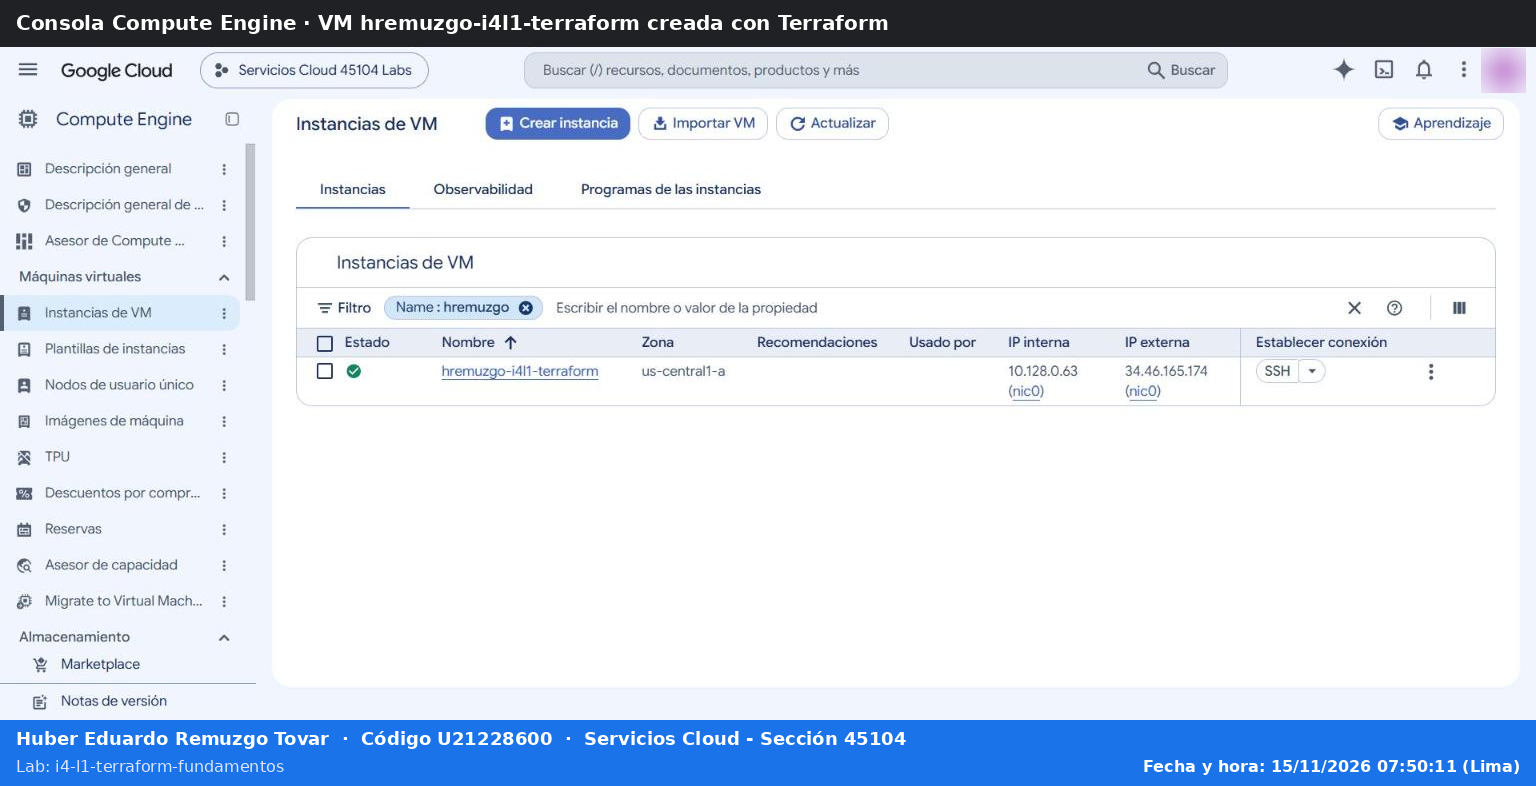 Consola Compute Engine · VM hremuzgo-i4l1-terraform creada con Terraform
Google Cloud
Servicios Cloud 45104 Labs
Buscar (/) recursos, documentos, productos y más
Buscar
Compute Engine
Descripción general
Descripción general de ...
Asesor de Compute ...
Máquinas virtuales
Instancias de VM
Plantillas de instancias
Nodos de usuario único
Imágenes de máquina
TPU
Descuentos por compr...
Reservas
Asesor de capacidad
Migrate to Virtual Mach...
Almacenamiento
Marketplace
Notas de versión
Instancias de VM
Crear instancia
Importar VM
Actualizar
Aprendizaje
Instancias Observabilidad Programas de las instancias
Instancias de VM
Filtro Name : hremuzgo Escribir el nombre o valor de la propiedad
Estado Nombre Zona Recomendaciones Usado por IP interna IP externa Establecer conexión
hremuzgo-i4l1-terraform us-central1-a 10.128.0.63 34.46.165.174 SSH
(nic0) (nic0)
Huber Eduardo Remuzgo Tovar · Código U21228600 · Servicios Cloud - Sección 45104
Lab: i4-l1-terraform-fundamentos
Fecha y hora: 15/11/2026 07:50:11 (Lima)